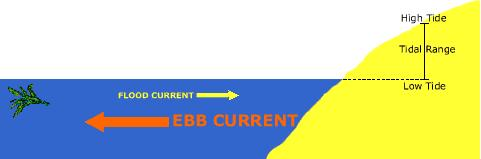 High Tide
Tidal Range
Low Tide
FLOOD CURRENT
EBB CURRENT